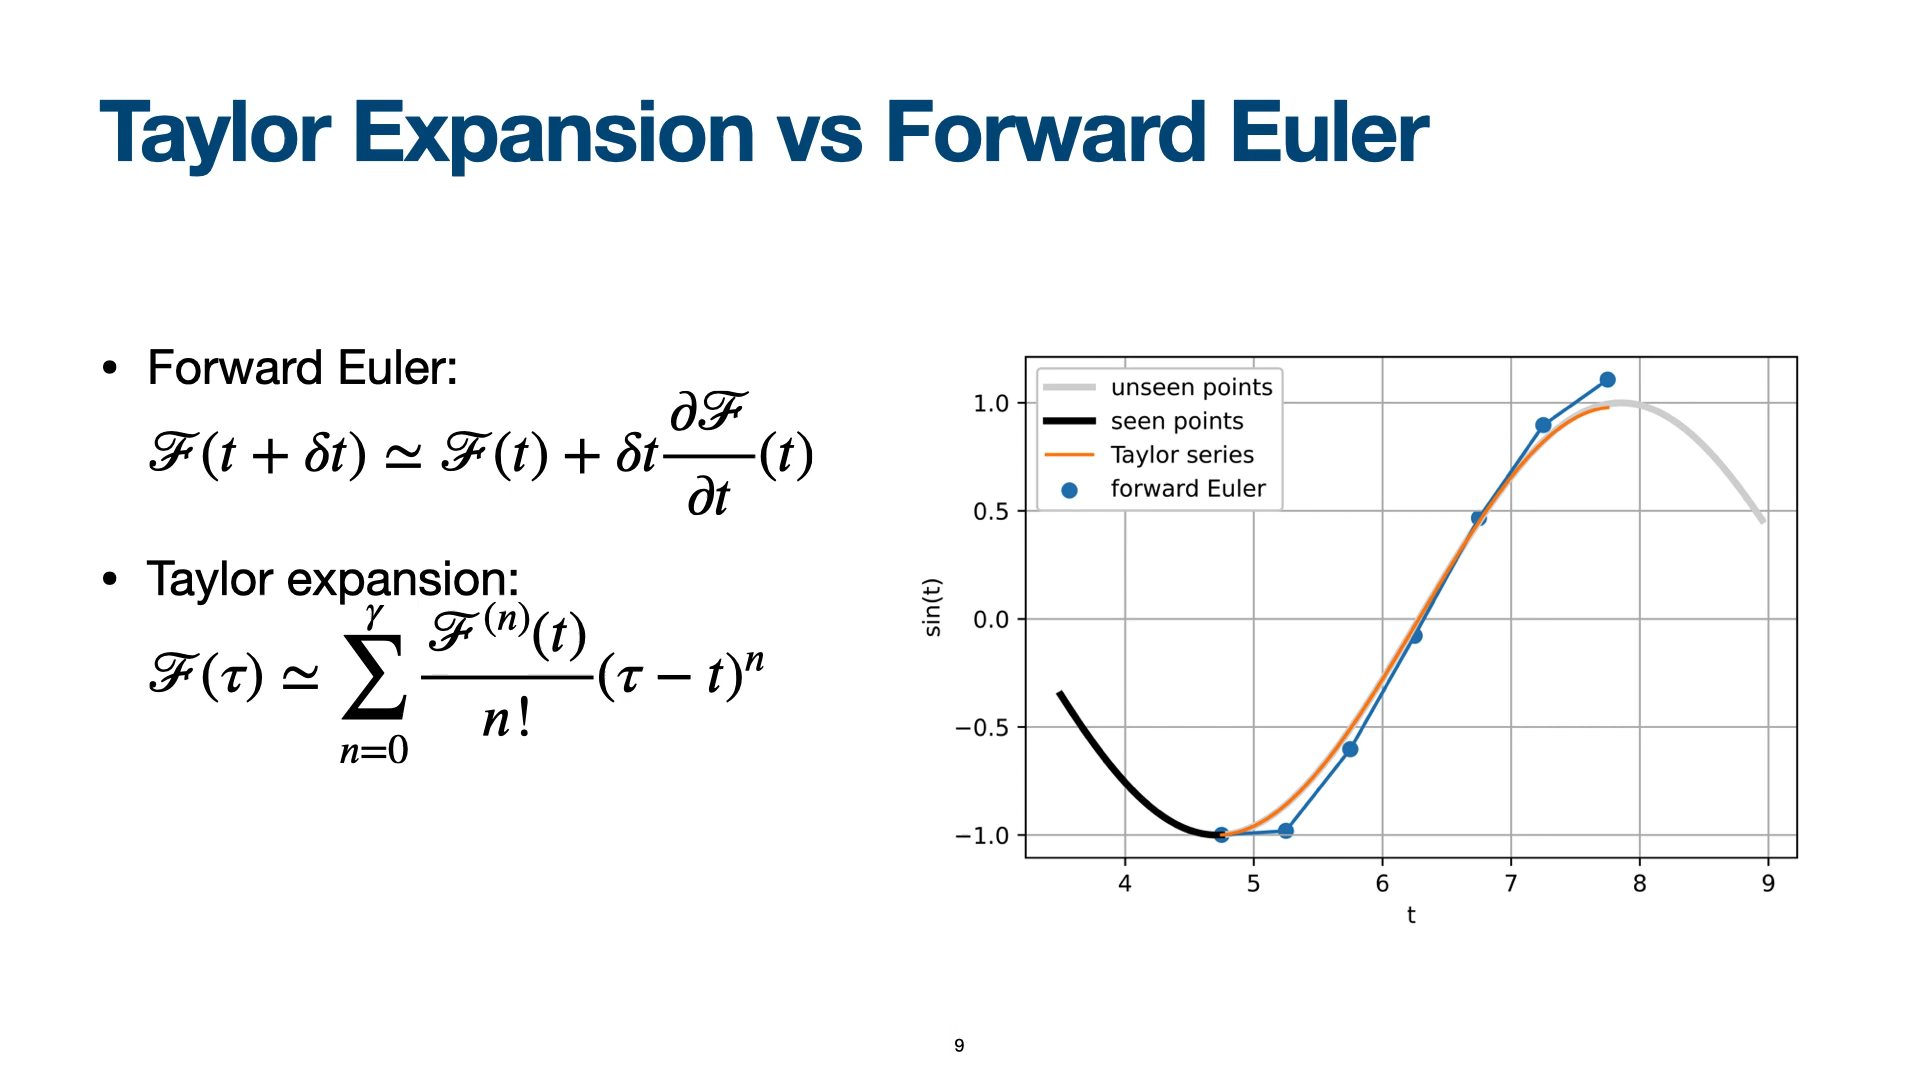 Taylor Expansion vs Forward Euler
• Forward Euler:
ℱ(t + δt) ≃ ℱ(t) + δt ∂ℱ/∂t (t)
• Taylor expansion:
ℱ(τ) ≃ ∑_{n=0}^{γ} ℱ^{(n)}(t)/n! (τ − t)^n
unseen points
seen points
Taylor series
forward Euler
1.0
0.5
0.0
−0.5
−1.0
sin(t)
4 5 6 7 8 9
t
9